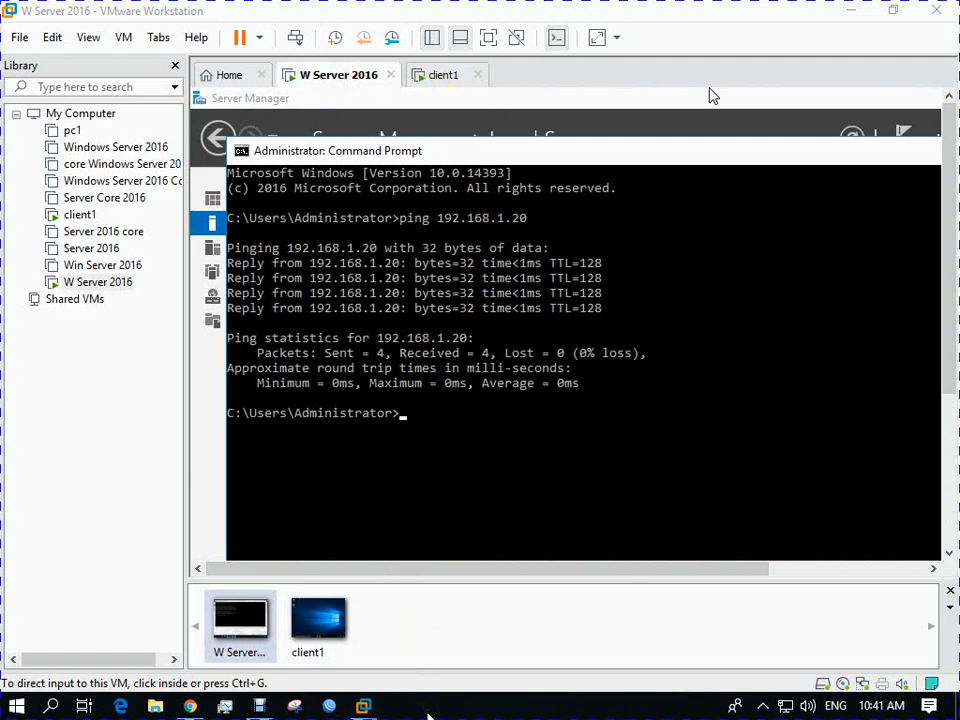 W Server 2016 - VMware Workstation
File Edit View VM Tabs Help
Library
Type here to search
My Computer
pc1
Windows Server 2016
core Windows Server 20
Windows Server 2016 Co
Server Core 2016
client1
Server 2016 core
Server 2016
Win Server 2016
W Server 2016
Shared VMs
Home
W Server 2016
client1
Server Manager
Administrator: Command Prompt
Microsoft Windows [Version 10.0.14393]
(c) 2016 Microsoft Corporation. All rights reserved.
C:\Users\Administrator>ping 192.168.1.20
Pinging 192.168.1.20 with 32 bytes of data:
Reply from 192.168.1.20: bytes=32 time<1ms TTL=128
Reply from 192.168.1.20: bytes=32 time<1ms TTL=128
Reply from 192.168.1.20: bytes=32 time<1ms TTL=128
Reply from 192.168.1.20: bytes=32 time<1ms TTL=128
Ping statistics for 192.168.1.20:
Packets: Sent = 4, Received = 4, Lost = 0 (0% loss),
Approximate round trip times in milli-seconds:
Minimum = 0ms, Maximum = 0ms, Average = 0ms
C:\Users\Administrator>
W Server...
client1
To direct input to this VM, click inside or press Ctrl+G.
ENG 10:41 AM